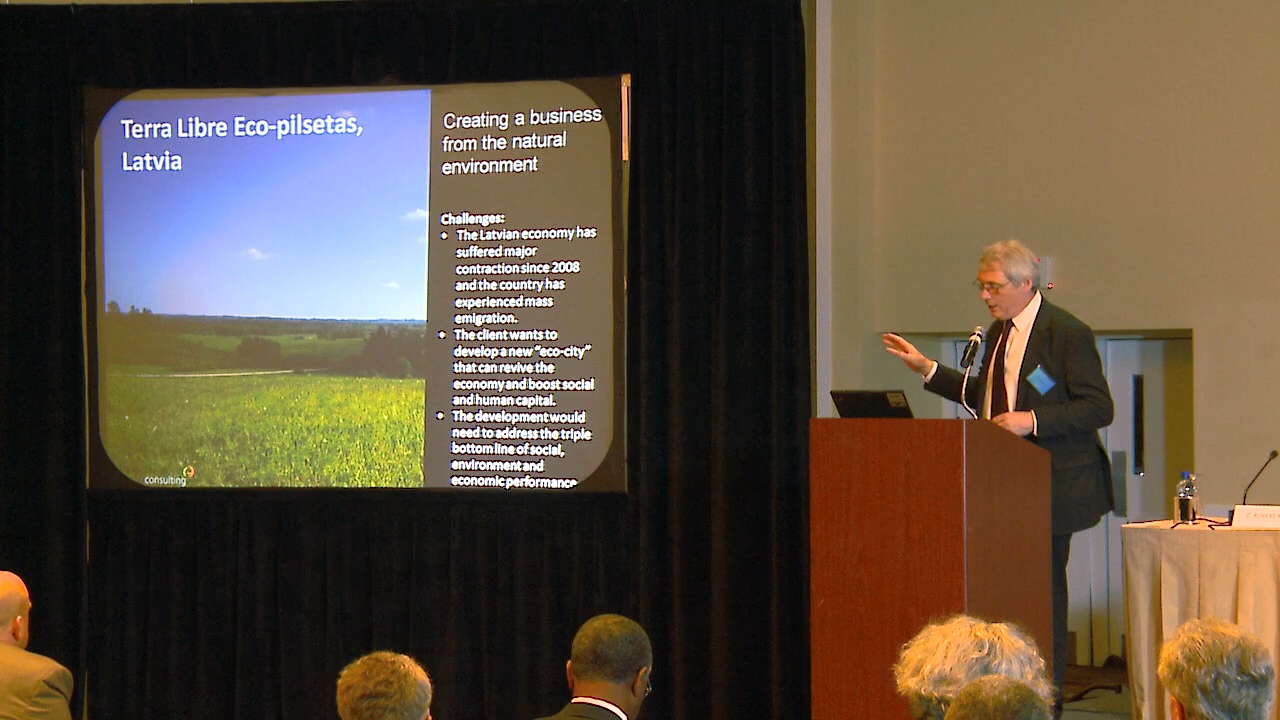 Terra Libre Eco-pilsetas,
Latvia
Creating a business
from the natural
environment
Challenges:
• The Latvian economy has
suffered major
contraction since 2008
and the country has
experienced mass
emigration.
• The client wants to
develop a new “eco-city”
that can revive the
economy and boost social
and human capital.
• The development would
need to address the triple
bottom line of social,
environment and
economic performance
consulting